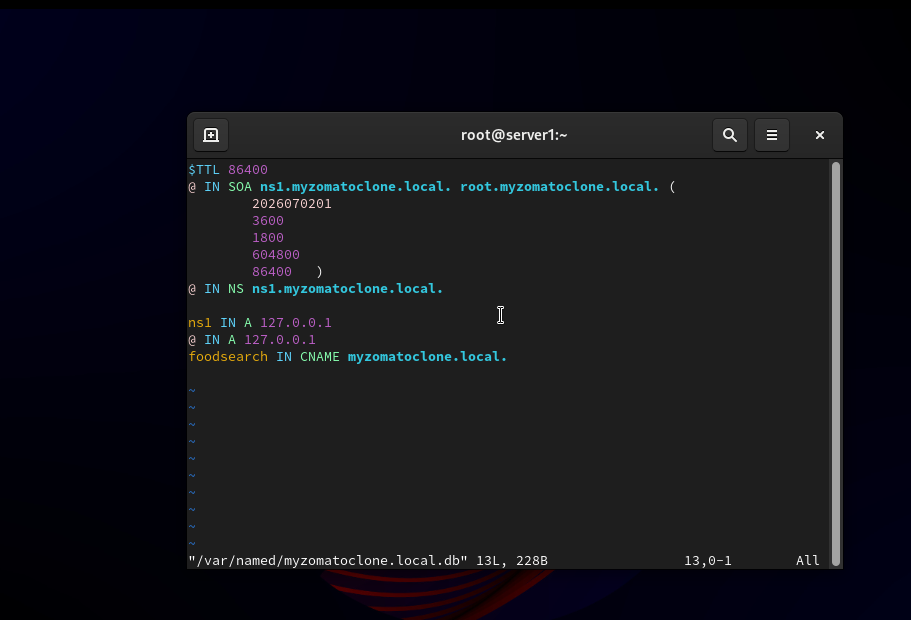 root@server1:~
$TTL 86400
@ IN SOA ns1.myzomatoclone.local. root.myzomatoclone.local. (
        2026070201
        3600
        1800
        604800
        86400   )
@ IN NS ns1.myzomatoclone.local.

ns1 IN A 127.0.0.1
@ IN A 127.0.0.1
foodsearch IN CNAME myzomatoclone.local.

~
~
~
~
~
~
~
~
~
~
"/var/named/myzomatoclone.local.db" 13L, 228B                 13,0-1        All